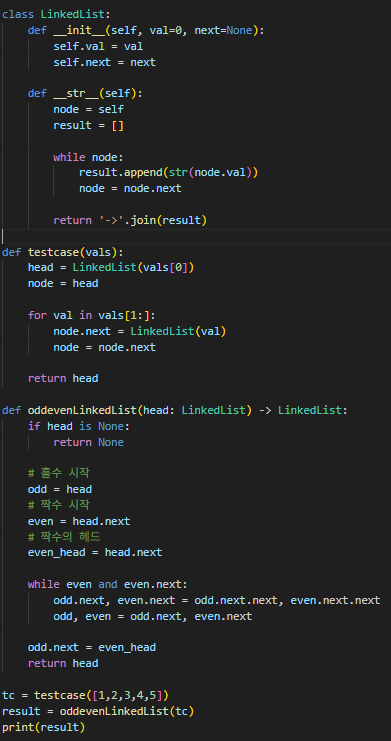 class LinkedList:
    def __init__(self, val=0, next=None):
        self.val = val
        self.next = next

    def __str__(self):
        node = self
        result = []

        while node:
            result.append(str(node.val))
            node = node.next

        return '->'.join(result)

def testcase(vals):
    head = LinkedList(vals[0])
    node = head

    for val in vals[1:]:
        node.next = LinkedList(val)
        node = node.next

    return head

def oddevenLinkedList(head: LinkedList) -> LinkedList:
    if head is None:
        return None

    # 홀수 시작
    odd = head
    # 짝수 시작
    even = head.next
    # 짝수의 헤드
    even_head = head.next

    while even and even.next:
        odd.next, even.next = odd.next.next, even.next.next
        odd, even = odd.next, even.next

    odd.next = even_head
    return head

tc = testcase([1,2,3,4,5])
result = oddevenLinkedList(tc)
print(result)